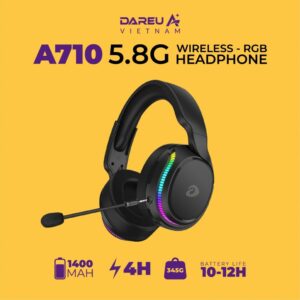 DAREU A+
VIETNAM
A710 5.8G WIRELESS - RGB HEADPHONE
1400 MAH
4H
345G
BATTERY LIFE
10-12H